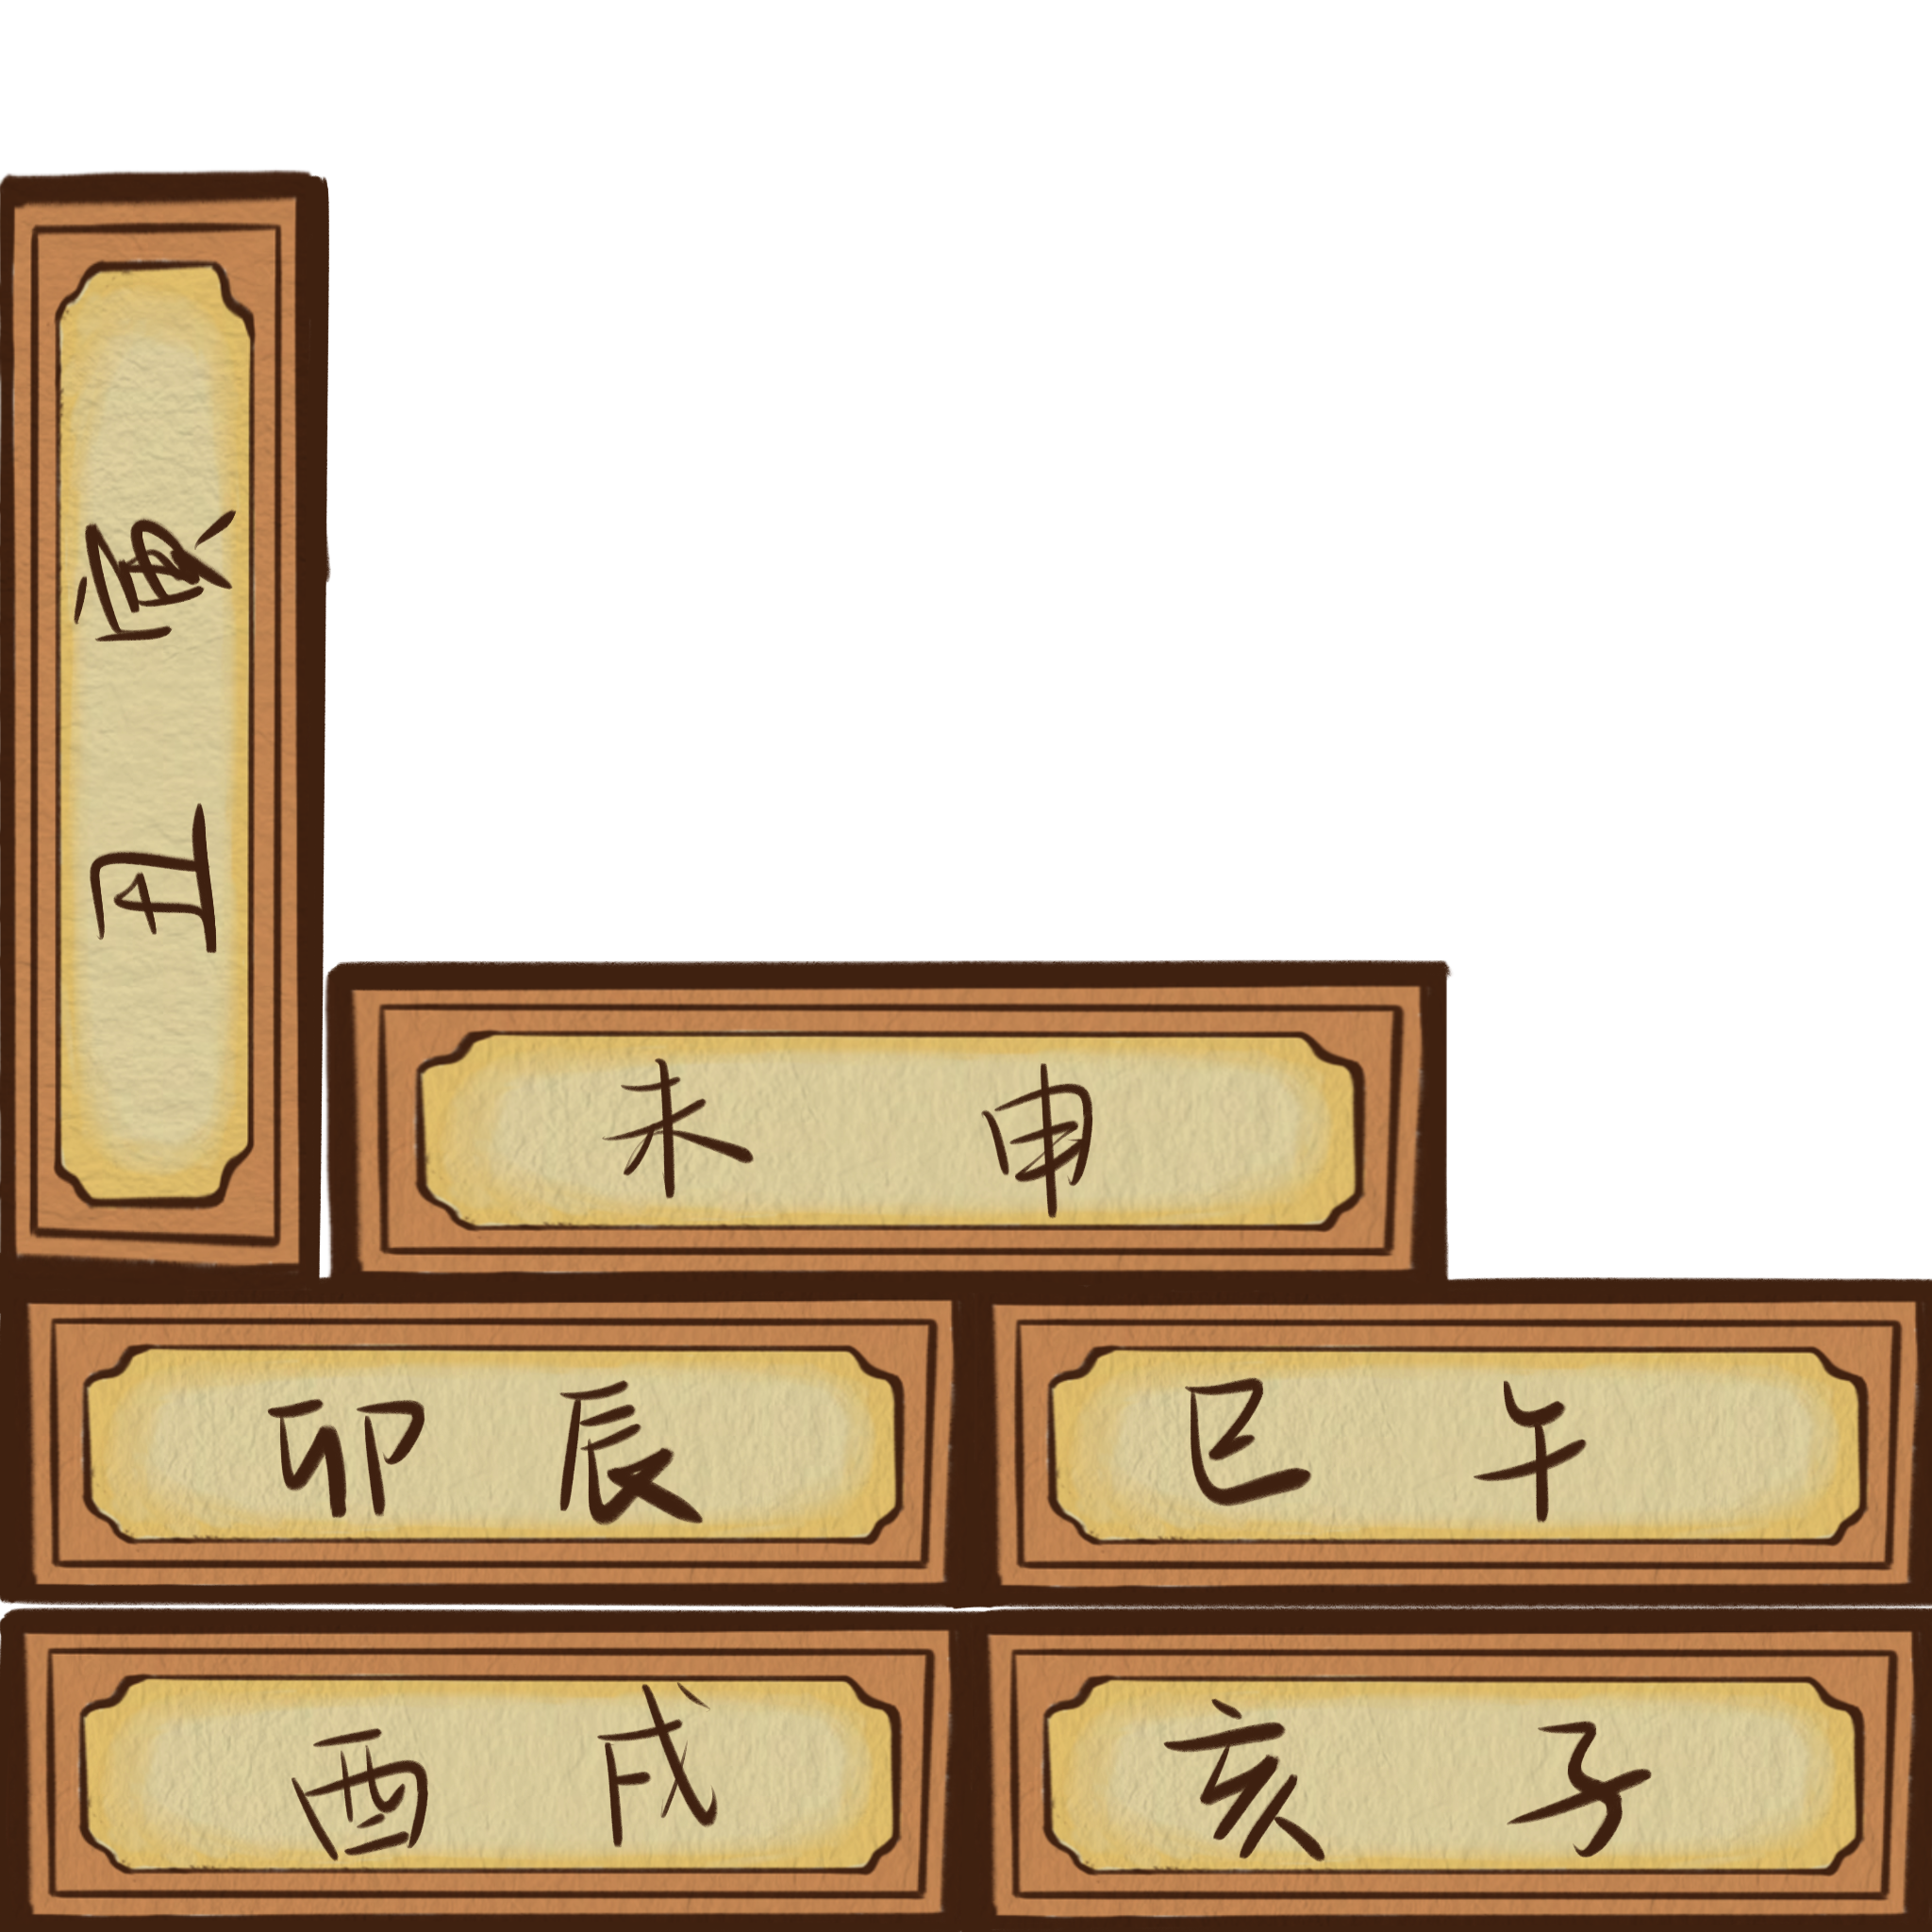 丑 寅
未 申
卯 辰
巳 午
酉 戌
亥 子